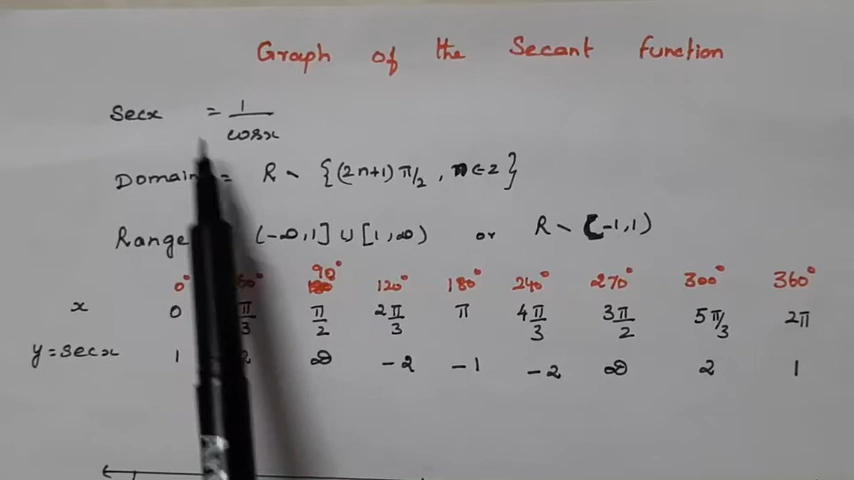 Graph of the Secant function
Secx = 1/cosx
Domain = R - {(2n+1) π/2, n ∈ z}
Range (-∞,1] ∪ [1,∞) or R - (-1,1)
0° 60° 90° 120° 180° 240° 270° 300° 360°
x 0 π/3 π/2 2π/3 π 4π/3 3π/2 5π/3 2π
y=secx 1 2 ∞ -2 -1 -2 ∞ 2 1